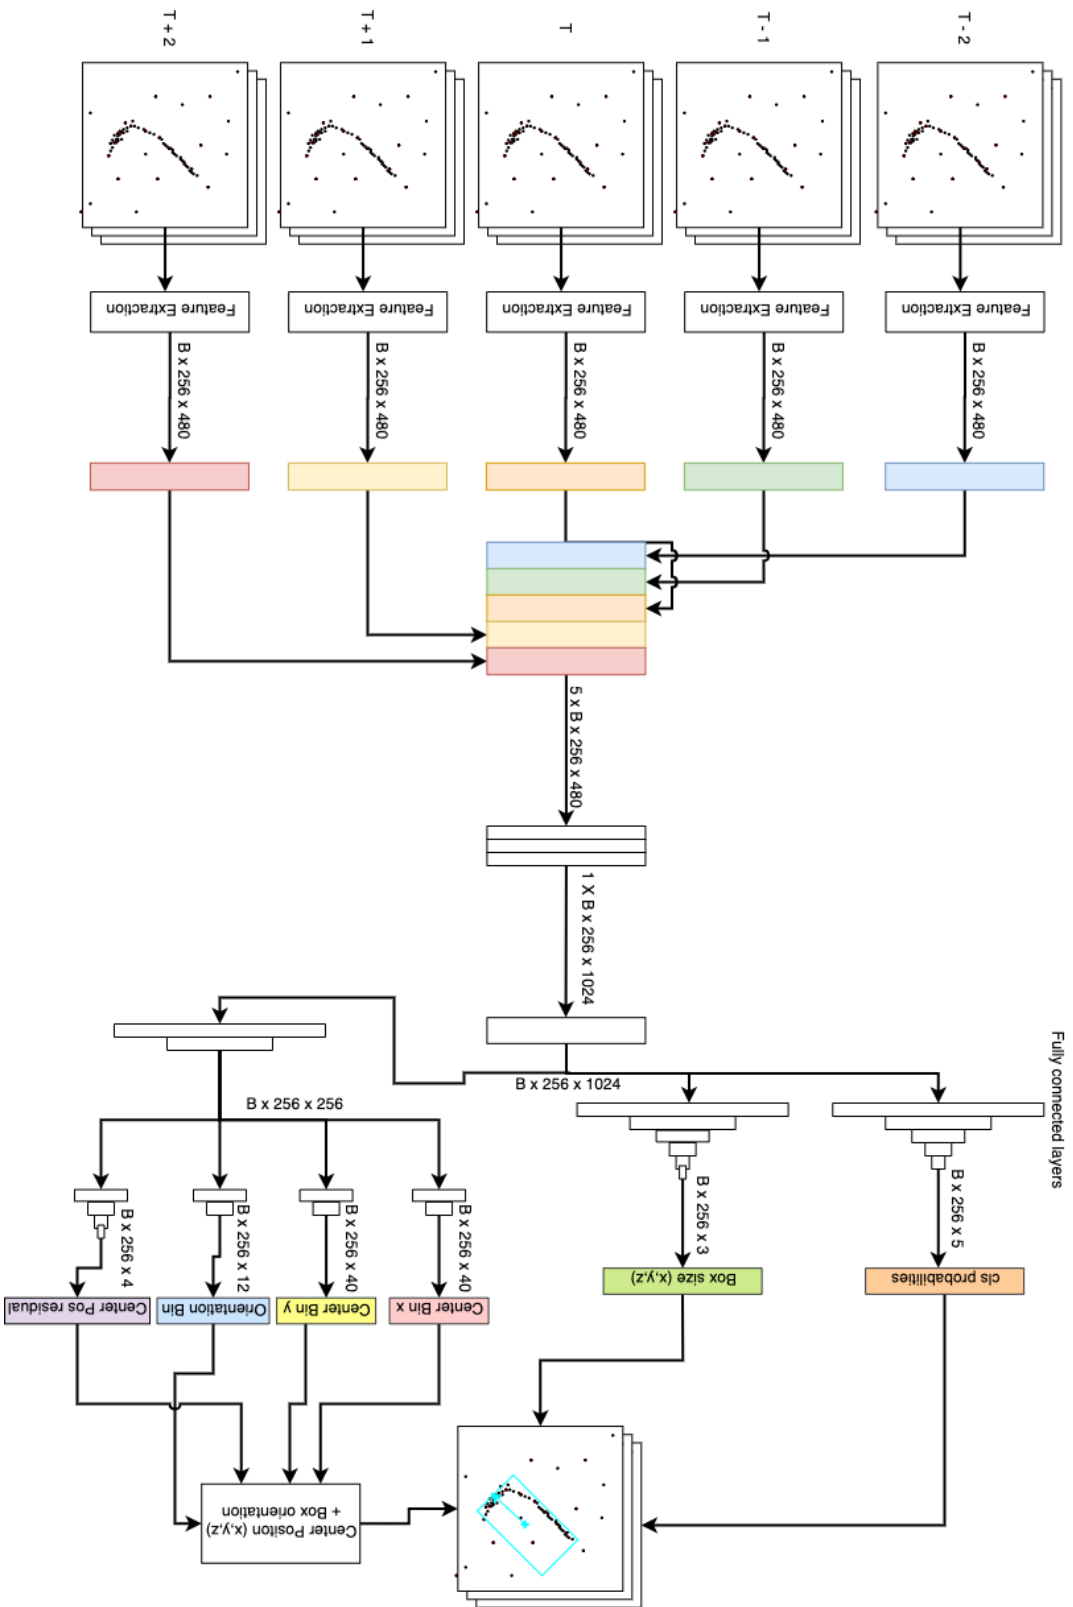 T + 2
T + 1
T
T - 1
T - 2
Feature Extraction
Feature Extraction
Feature Extraction
Feature Extraction
Feature Extraction
B x 256 x 480
B x 256 x 480
B x 256 x 480
B x 256 x 480
B x 256 x 480
5 x B x 256 x 480
1 X B x 256 x 1024
Fully connected layers
B x 256 x 1024
B x 256 x 256
B x 256 x 4
B x 256 x 12
B x 256 x 40
B x 256 x 40
B x 256 x 3
B x 256 x 5
Center Pos residual
Orientation Bin
Center Bin y
Center Bin x
Box size (x,y,z)
cls probabilities
Center Positon (x,y,z)
+ Box orientation